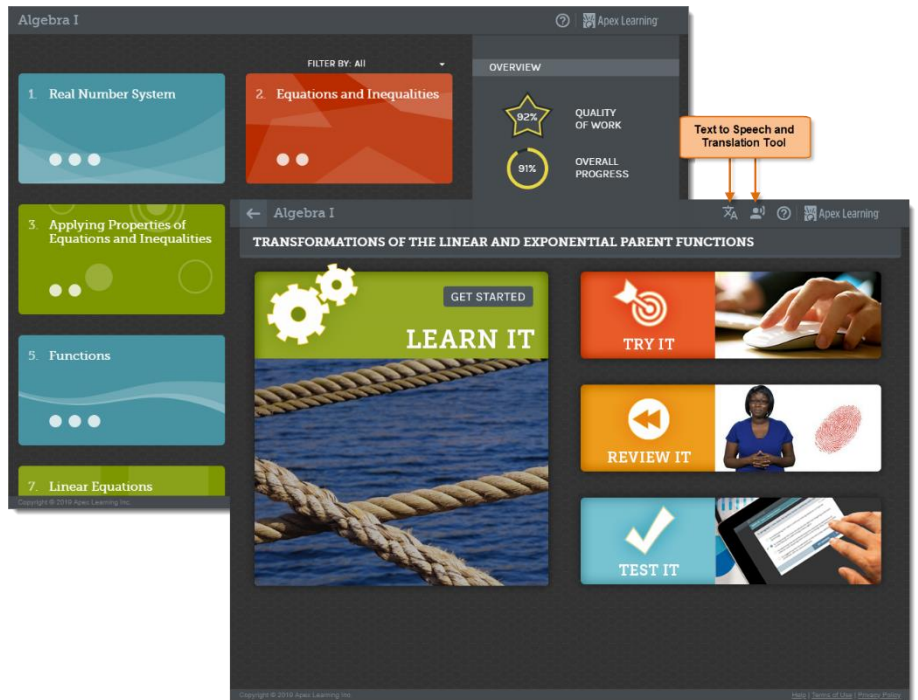 Algebra I
Apex Learning
FILTER BY: All
OVERVIEW
1. Real Number System
2. Equations and Inequalities
92%
QUALITY
OF WORK
91%
OVERALL
PROGRESS
Text to Speech and
Translation Tool
3. Applying Properties of
Equations and Inequalities
5. Functions
7. Linear Equations
Copyright © 2019 Apex Learning Inc.
Algebra I
Apex Learning
TRANSFORMATIONS OF THE LINEAR AND EXPONENTIAL PARENT FUNCTIONS
GET STARTED
LEARN IT
TRY IT
REVIEW IT
TEST IT
Copyright © 2019 Apex Learning Inc.
Help | Terms of Use | Privacy Policy